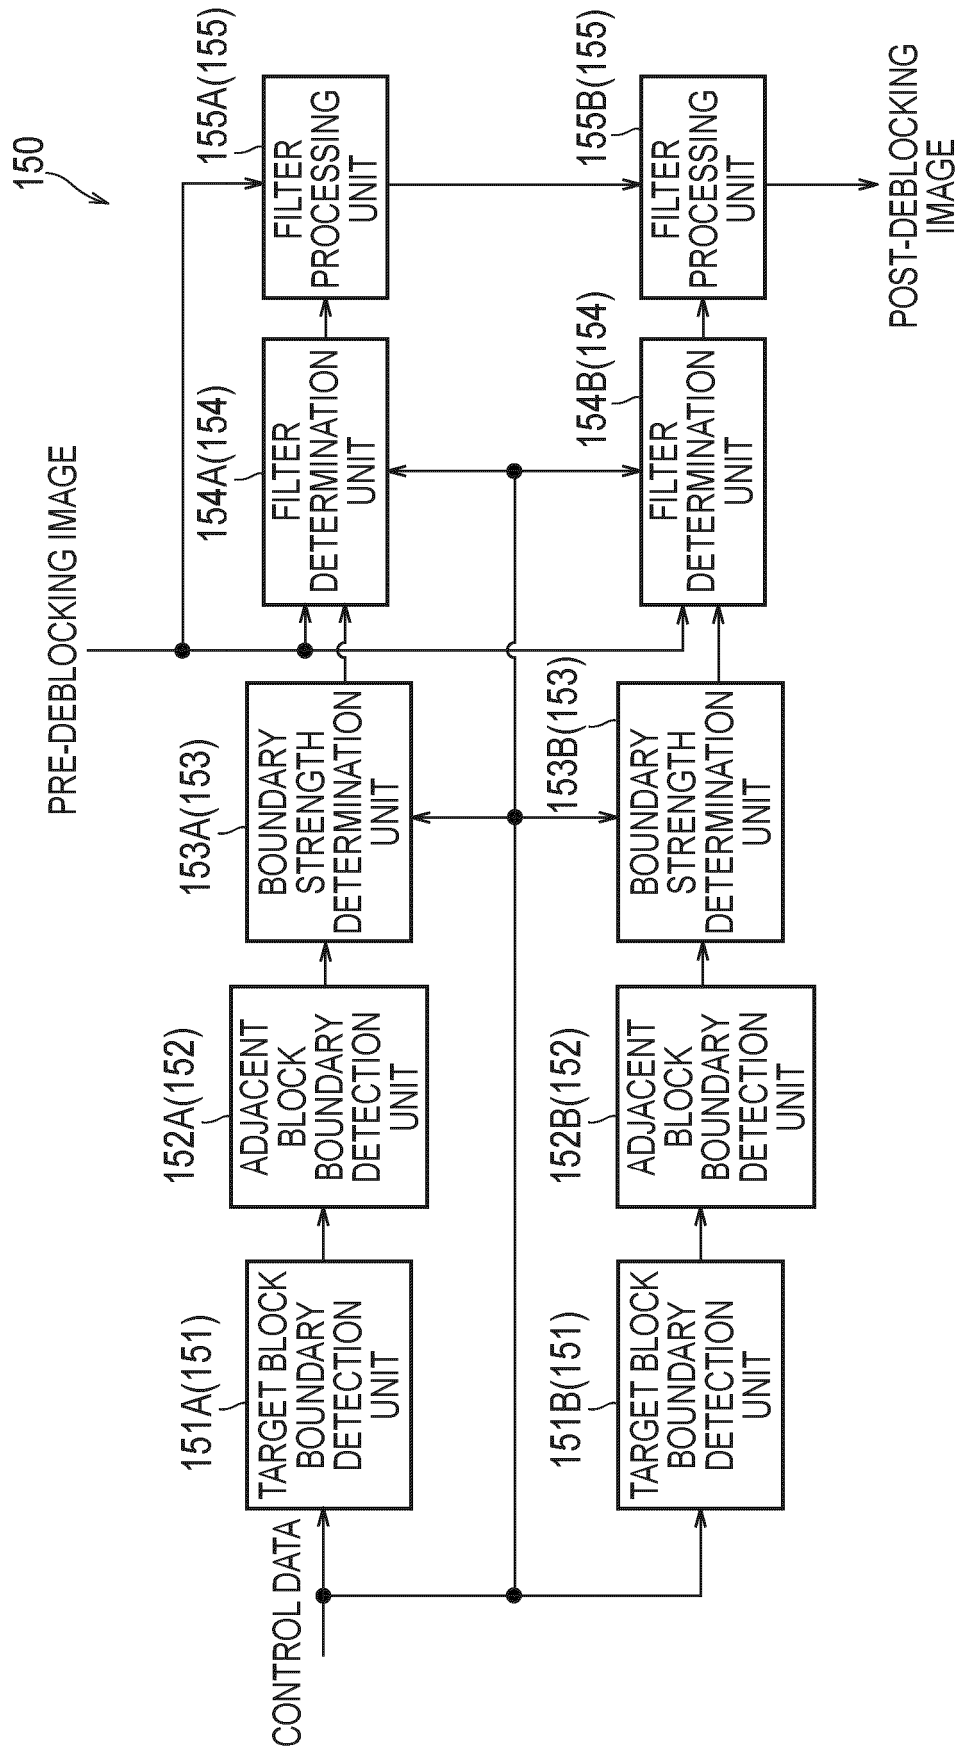 150
PRE-DEBLOCKING IMAGE
CONTROL DATA
151A(151)
TARGET BLOCK
BOUNDARY
DETECTION
UNIT
152A(152)
ADJACENT
BLOCK
BOUNDARY
DETECTION
UNIT
153A(153)
BOUNDARY
STRENGTH
DETERMINATION
UNIT
154A(154)
FILTER
DETERMINATION
UNIT
155A(155)
FILTER
PROCESSING
UNIT
151B(151)
TARGET BLOCK
BOUNDARY
DETECTION
UNIT
152B(152)
ADJACENT
BLOCK
BOUNDARY
DETECTION
UNIT
153B(153)
BOUNDARY
STRENGTH
DETERMINATION
UNIT
154B(154)
FILTER
DETERMINATION
UNIT
155B(155)
FILTER
PROCESSING
UNIT
POST-DEBLOCKING
IMAGE